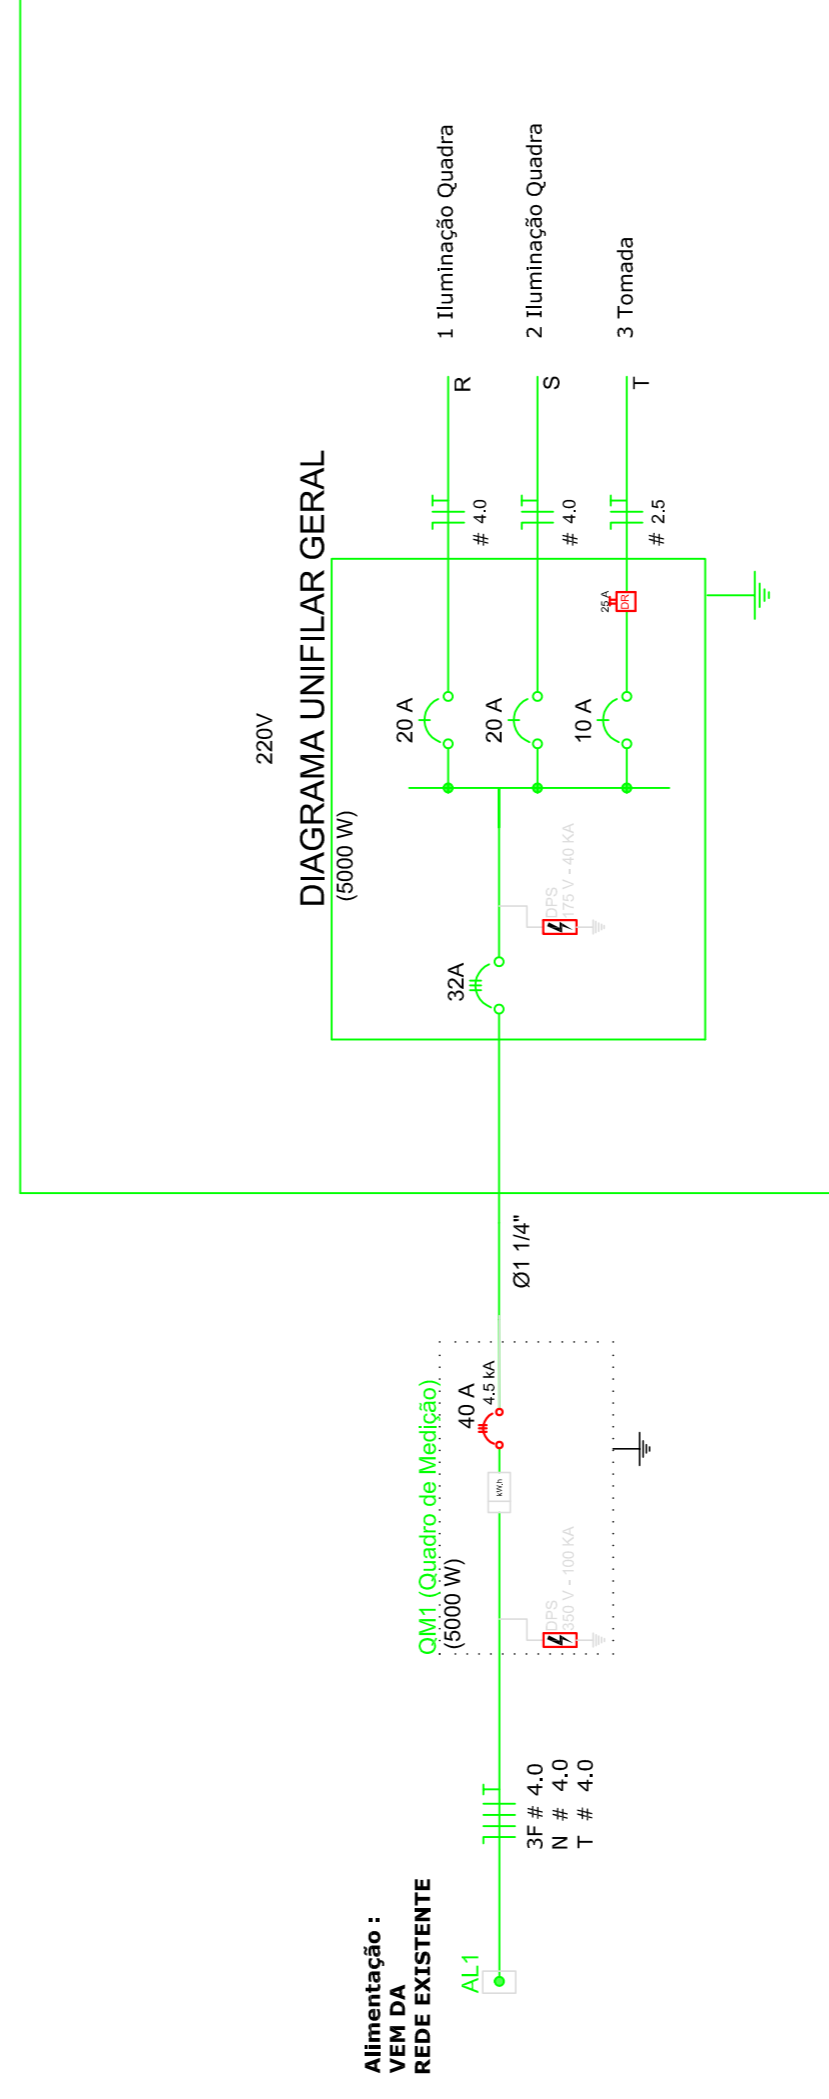 Alimentação :
VEM DA
REDE EXISTENTE
AL1
3F # 4.0
N # 4.0
T # 4.0
QM1 (Quadro de Medição)
(5000 W)
DPS
350 V - 100 KA
kW.h
40 A
4.5 kA
Ø1 1/4"
220V
DIAGRAMA UNIFILAR GERAL
(5000 W)
32A
DPS
175 V - 40 KA
20 A
# 4.0
R
1 Iluminação Quadra
20 A
# 4.0
S
2 Iluminação Quadra
10 A
25 A
DR
# 2.5
T
3 Tomada